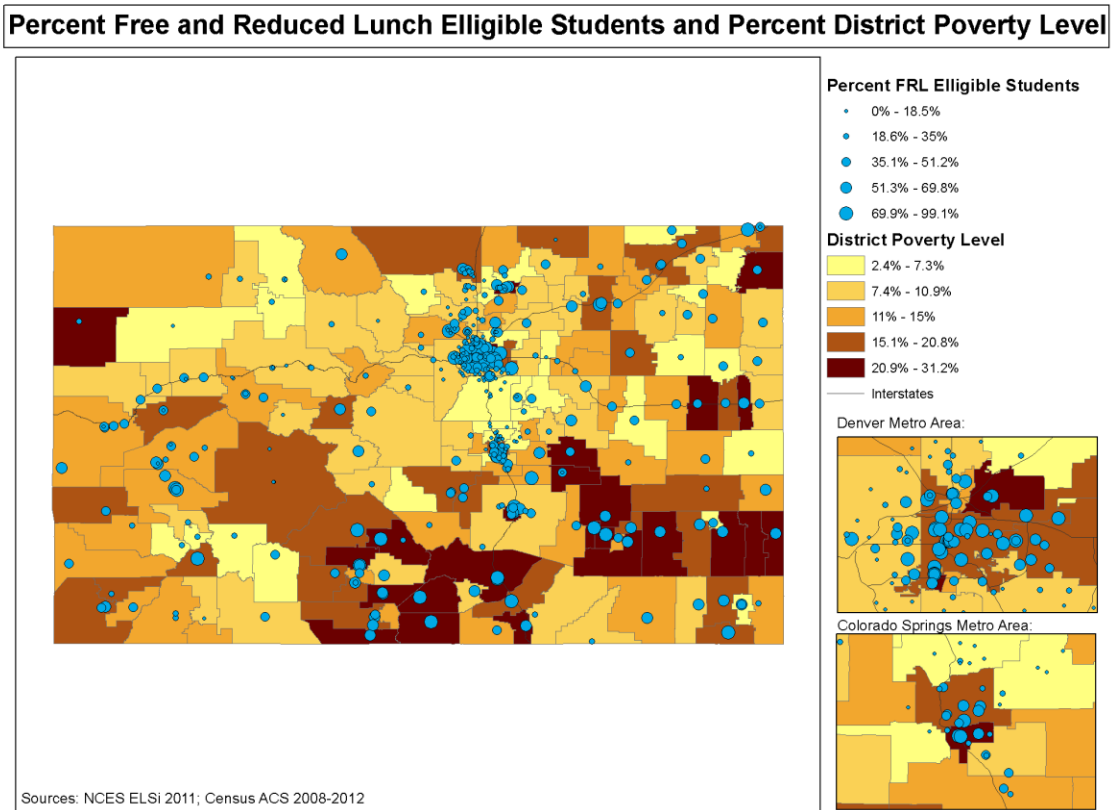 Percent Free and Reduced Lunch Elligible Students and Percent District Poverty Level
Percent FRL Elligible Students
0% - 18.5%
18.6% - 35%
35.1% - 51.2%
51.3% - 69.8%
69.9% - 99.1%
District Poverty Level
2.4% - 7.3%
7.4% - 10.9%
11% - 15%
15.1% - 20.8%
20.9% - 31.2%
Interstates
Denver Metro Area:
Colorado Springs Metro Area:
Sources: NCES ELSi 2011; Census ACS 2008-2012